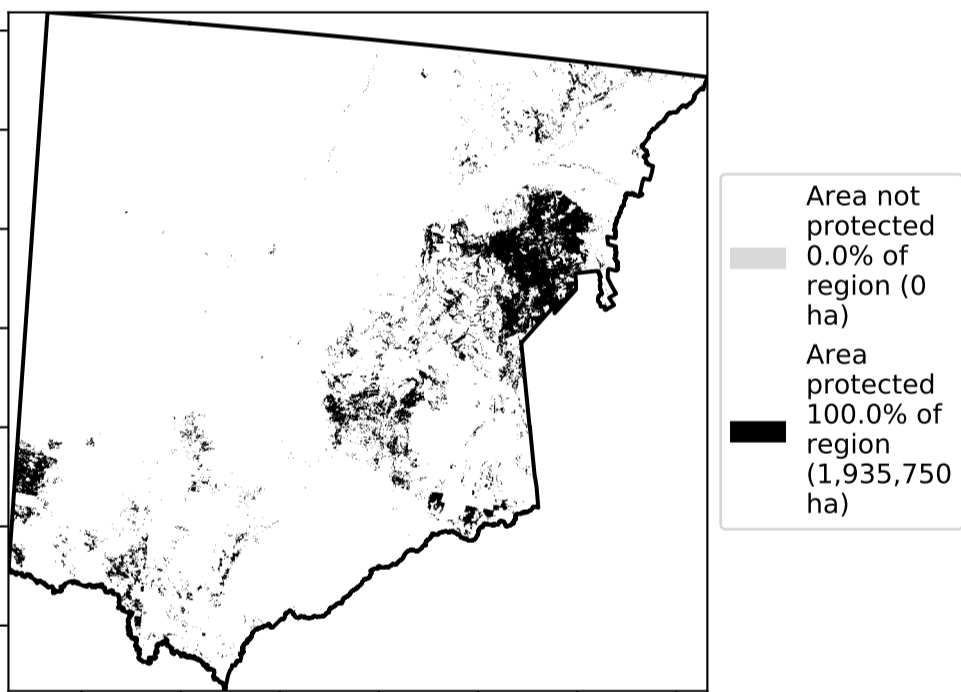 Area not
protected
0.0% of
region (0
ha)
Area
protected
100.0% of
region
(1,935,750
ha)